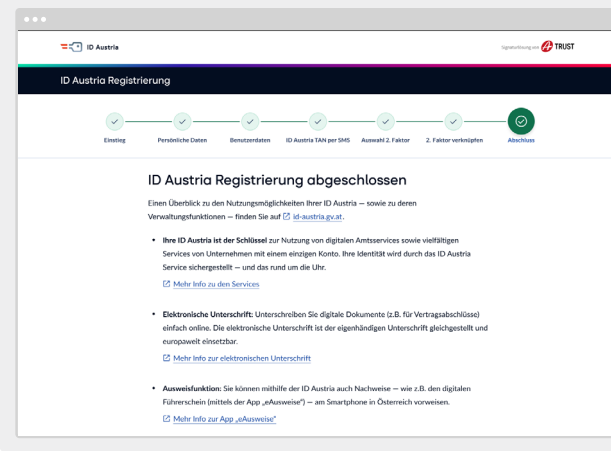 ID Austria
Signaturlösung von A TRUST
ID Austria Registrierung
Einstieg Persönliche Daten Benutzerdaten ID Austria TAN per SMS Auswahl 2. Faktor 2. Faktor verknüpfen Abschluss
ID Austria Registrierung abgeschlossen
Einen Überblick zu den Nutzungsmöglichkeiten Ihrer ID Austria — sowie zu deren
Verwaltungsfunktionen — finden Sie auf id-austria.gv.at.
• Ihre ID Austria ist der Schlüssel zur Nutzung von digitalen Amtsservices sowie vielfältigen
Services von Unternehmen mit einem einzigen Konto. Ihre Identität wird durch das ID Austria
Service sichergestellt — und das rund um die Uhr.
Mehr Info zu den Services
• Elektronische Unterschrift: Unterschreiben Sie digitale Dokumente (z.B. für Vertragsabschlüsse)
einfach online. Die elektronische Unterschrift ist der eigenhändigen Unterschrift gleichgestellt und
europaweit einsetzbar.
Mehr Info zur elektronischen Unterschrift
• Ausweisfunktion: Sie können mithilfe der ID Austria auch Nachweise — wie z.B. den digitalen
Führerschein (mittels der App „eAusweise“) — am Smartphone in Österreich vorweisen.
Mehr Info zur App „eAusweise“